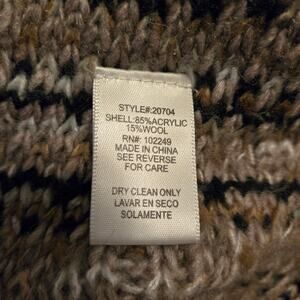 STYLE#:20704
SHELL:85%ACRYLIC
15%WOOL
RN#: 102249
MADE IN CHINA
SEE REVERSE
FOR CARE
DRY CLEAN ONLY
LAVAR EN SECO
SOLAMENTE